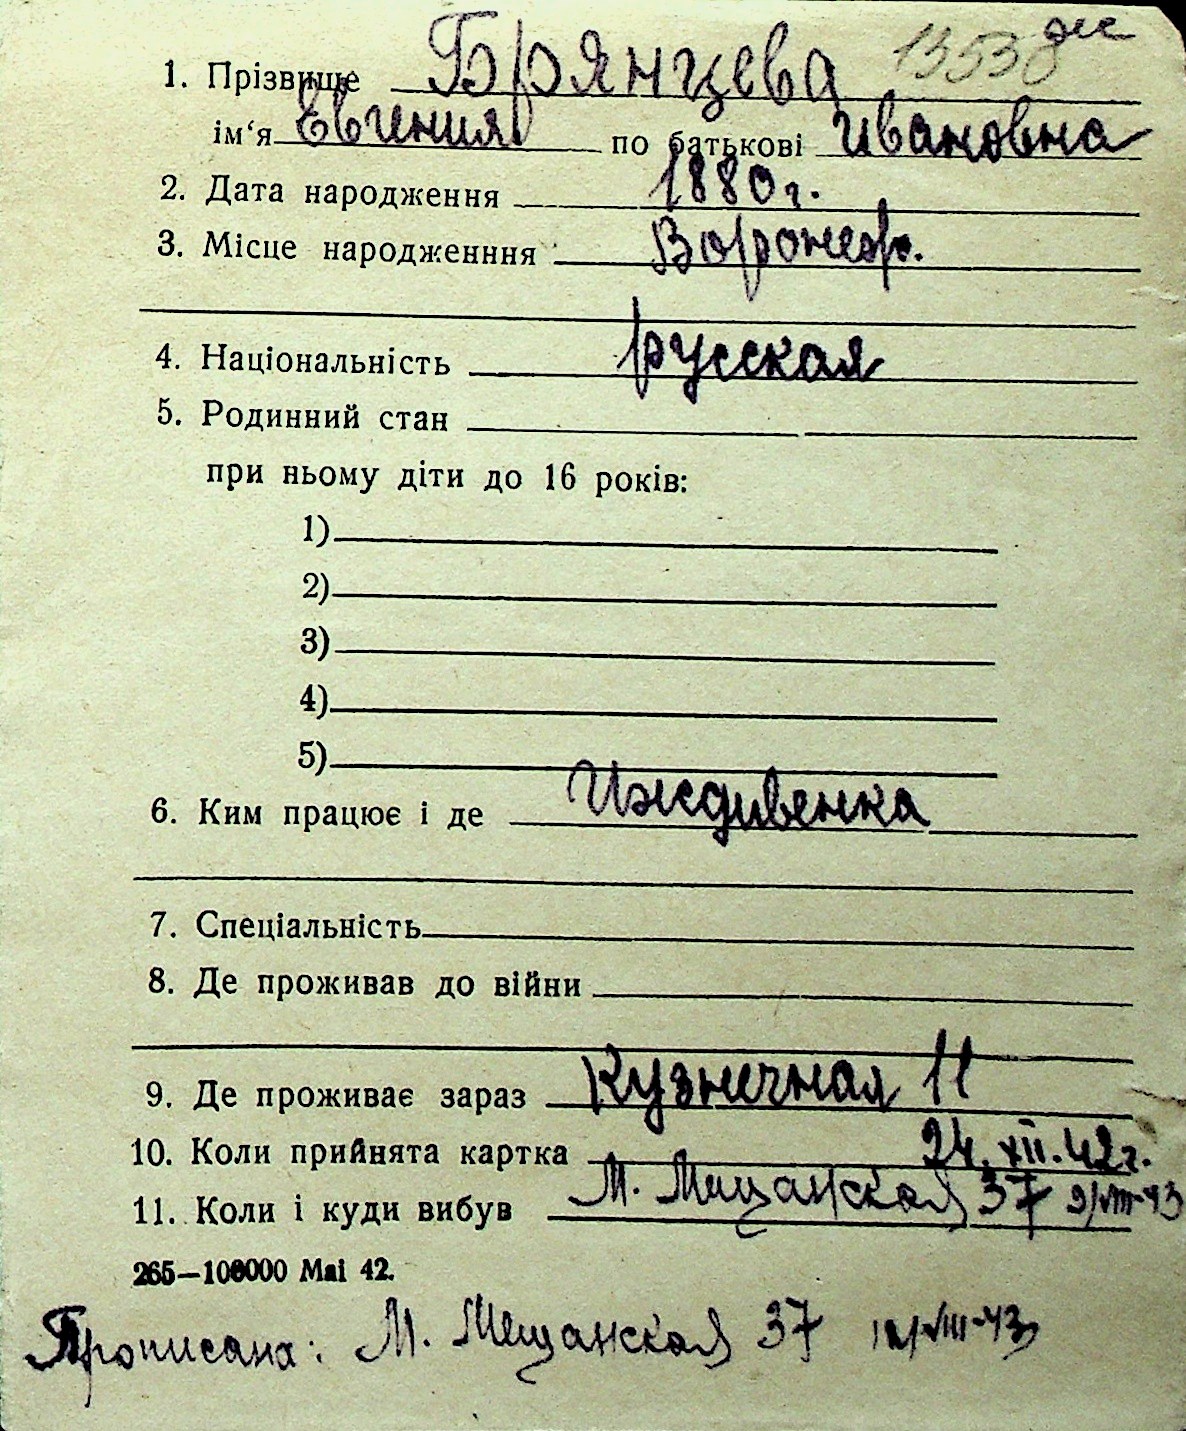 13538
1. Прізвище Брянцева
ім‘я Евгения по батькові Ивановна
2. Дата народження 1880 г.
3. Місце народженння Воронеж.
4. Національність русская
5. Родинний стан
при ньому діти до 16 років:
1)
2)
3)
4)
5)
6. Ким працює і де Иждивенка
7. Спеціальність
8. Де проживав до війни
9. Де проживає зараз Кузнечная 11
10. Коли прийнята картка 24.XII.42 г.
11. Коли і куди вибув М. Мещанская 37 9/VIII-43
265—100000 Mai 42.
Прописана: М. Мещанская 37 /VIII-43